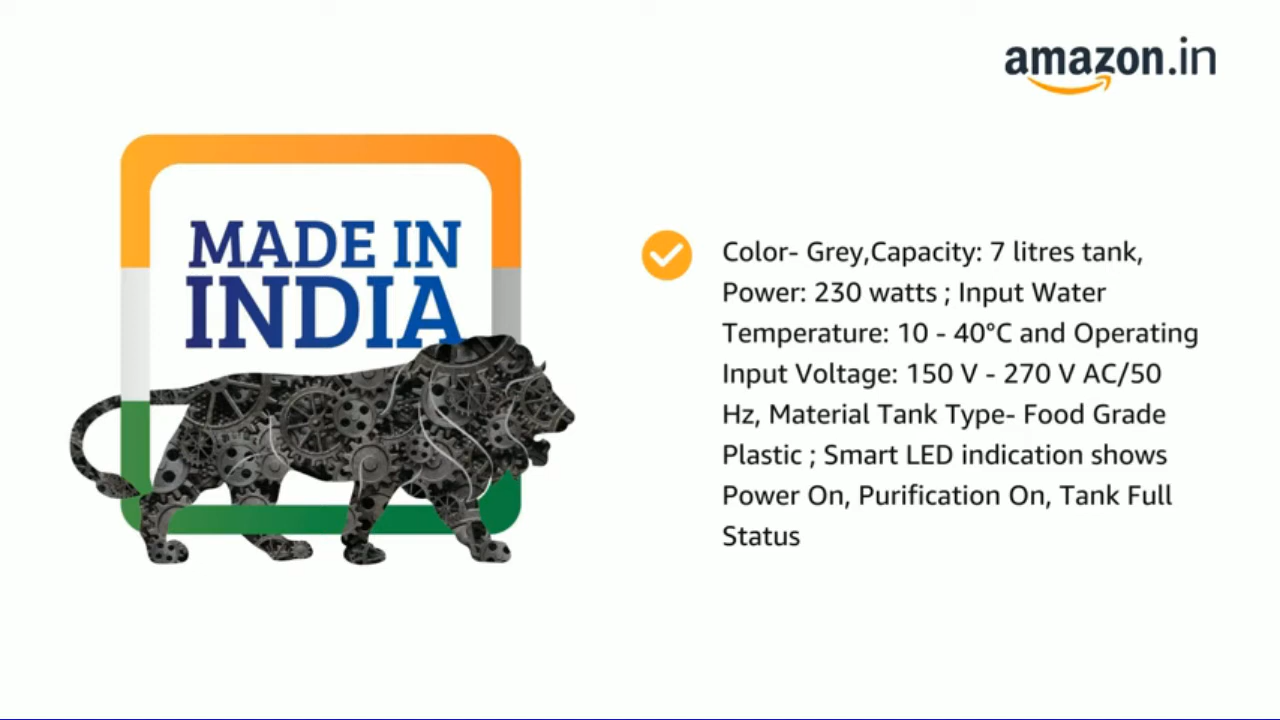 amazon.in
MADE IN
INDIA
Color- Grey,Capacity: 7 litres tank,
Power: 230 watts ; Input Water
Temperature: 10 - 40°C and Operating
Input Voltage: 150 V - 270 V AC/50
Hz, Material Tank Type- Food Grade
Plastic ; Smart LED indication shows
Power On, Purification On, Tank Full
Status